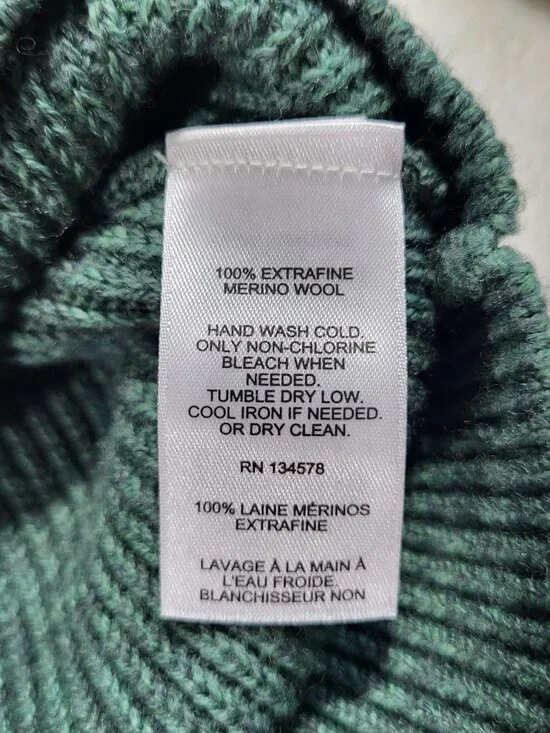 100% EXTRAFINE
MERINO WOOL
HAND WASH COLD.
ONLY NON-CHLORINE
BLEACH WHEN
NEEDED.
TUMBLE DRY LOW.
COOL IRON IF NEEDED.
OR DRY CLEAN.
RN 134578
100% LAINE MÉRINOS
EXTRAFINE
LAVAGE À LA MAIN À
L'EAU FROIDE.
BLANCHISSEUR NON